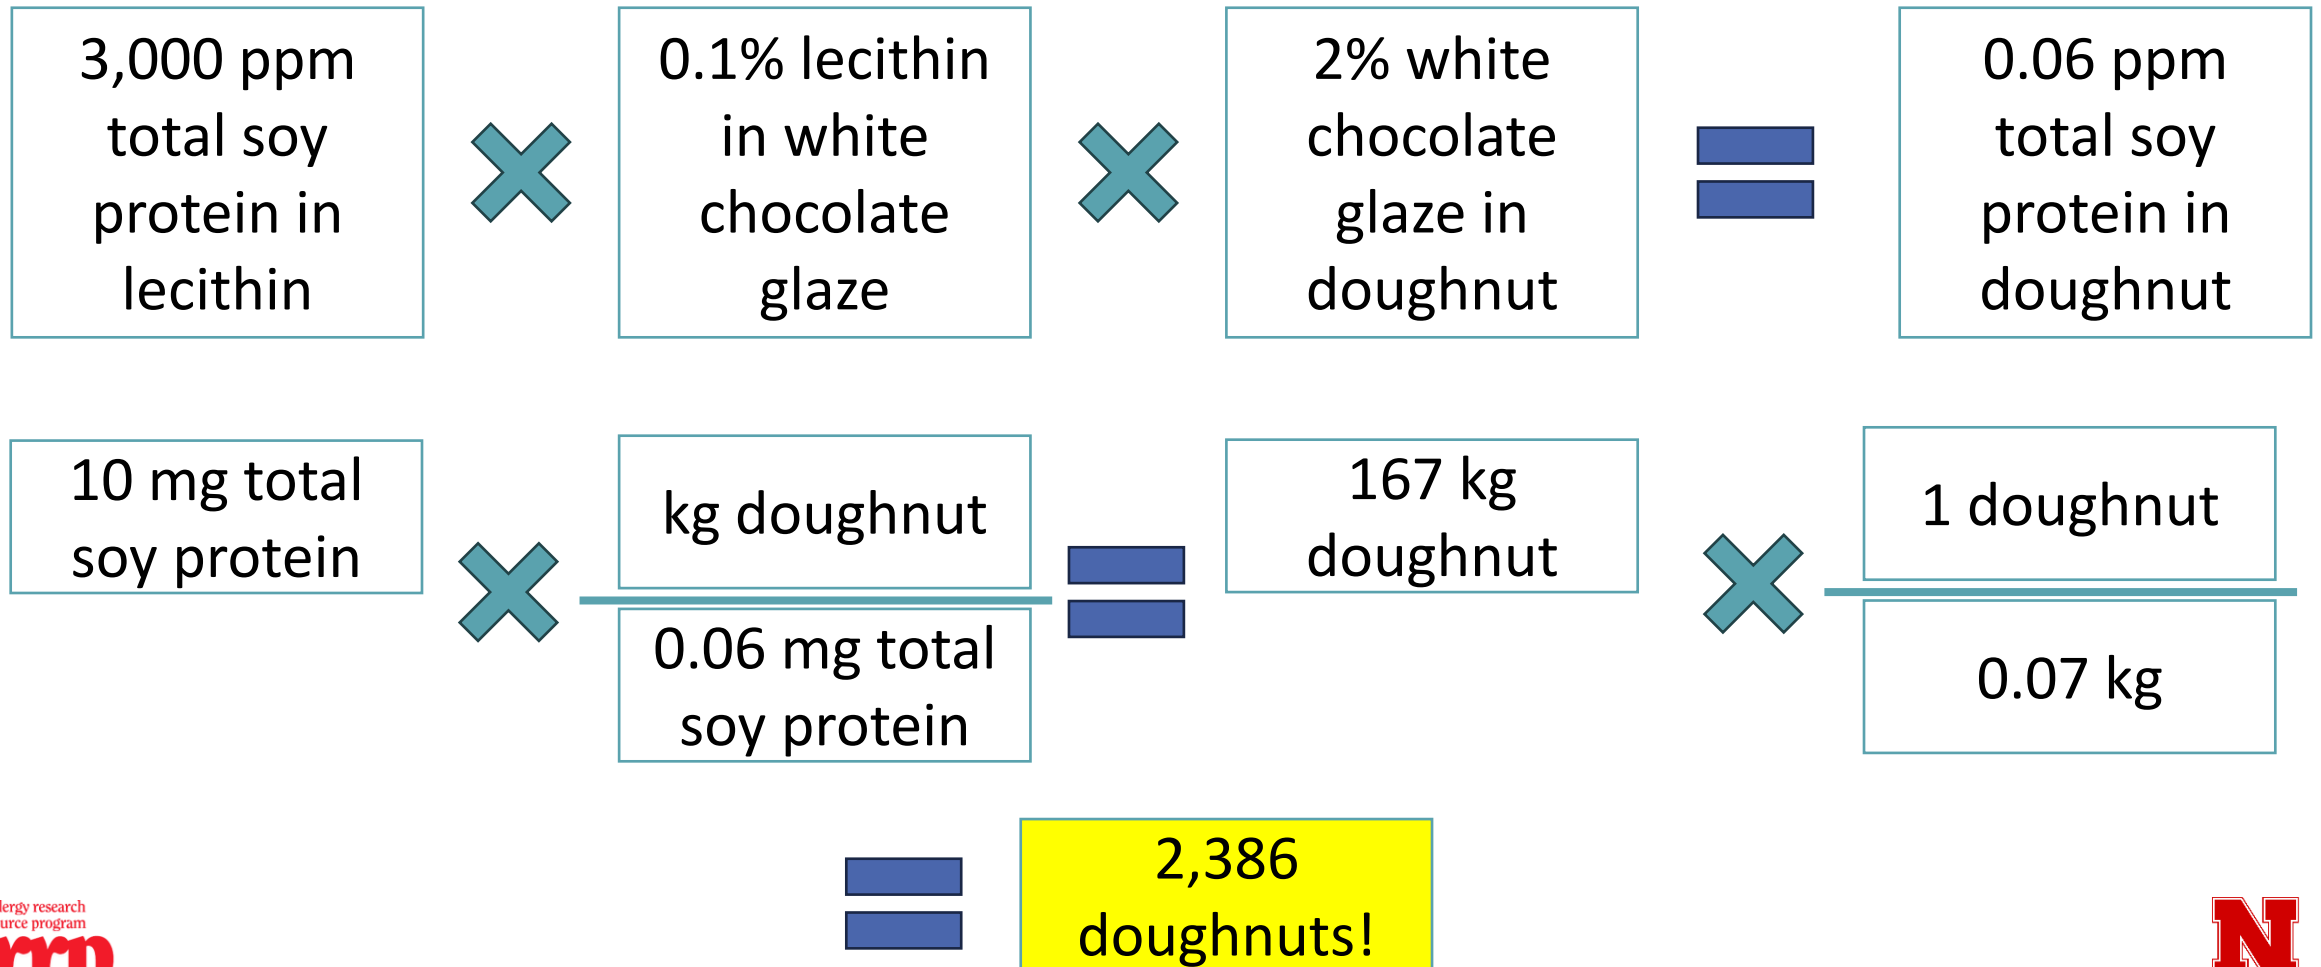 3,000 ppm
total soy
protein in
lecithin
0.1% lecithin
in white
chocolate
glaze
2% white
chocolate
glaze in
doughnut
0.06 ppm
total soy
protein in
doughnut
10 mg total
soy protein
kg doughnut
0.06 mg total
soy protein
167 kg
doughnut
1 doughnut
0.07 kg
2,386
doughnuts!
research
program
N